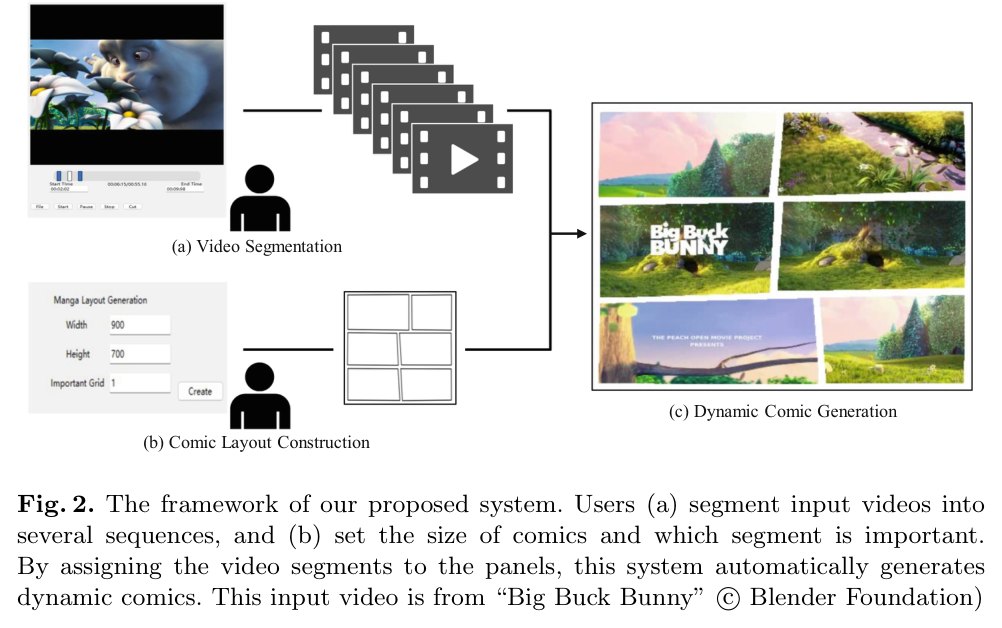 Start Time
00:02:02
00:00:15/00:55.16
End Time
00:09:98
File Start Pause Stop Cut
(a) Video Segmentation
Manga Layout Generation
Width 900
Height 700
Important Grid 1
Create
(b) Comic Layout Construction
Big Buck
BUNNY
THE PEACH OPEN MOVIE PROJECT
PRESENTS
(c) Dynamic Comic Generation
Fig. 2. The framework of our proposed system. Users (a) segment input videos into
several sequences, and (b) set the size of comics and which segment is important.
By assigning the video segments to the panels, this system automatically generates
dynamic comics. This input video is from “Big Buck Bunny” © Blender Foundation)